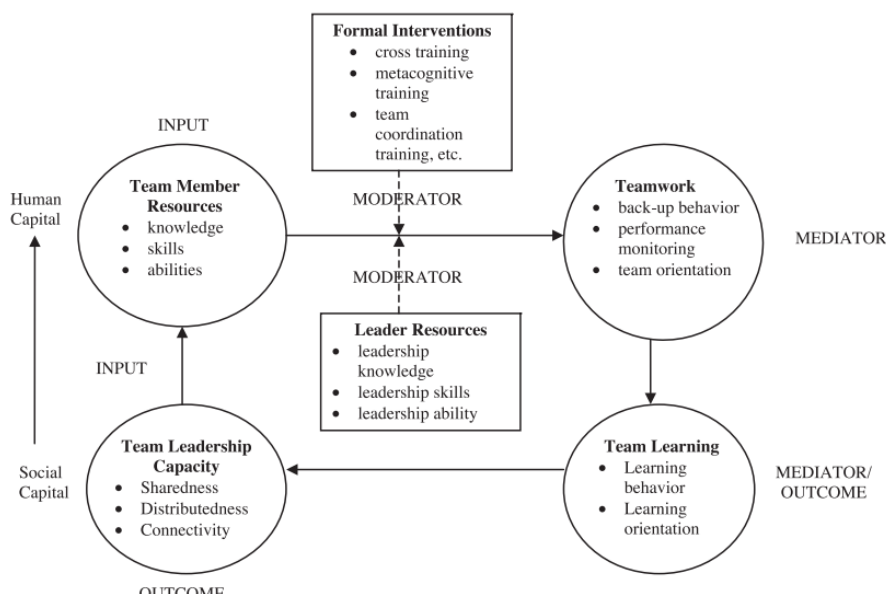 Formal Interventions
• cross training
• metacognitive
training
• team
coordination
training, etc.
INPUT
MODERATOR
Human
Capital
Team Member
Resources
• knowledge
• skills
• abilities
Teamwork
• back-up behavior
• performance
monitoring
• team orientation
MEDIATOR
MODERATOR
Leader Resources
• leadership
knowledge
• leadership skills
• leadership ability
INPUT
Social
Capital
Team Leadership
Capacity
• Sharedness
• Distributedness
• Connectivity
Team Learning
• Learning
behavior
• Learning
orientation
MEDIATOR/
OUTCOME
OUTCOME